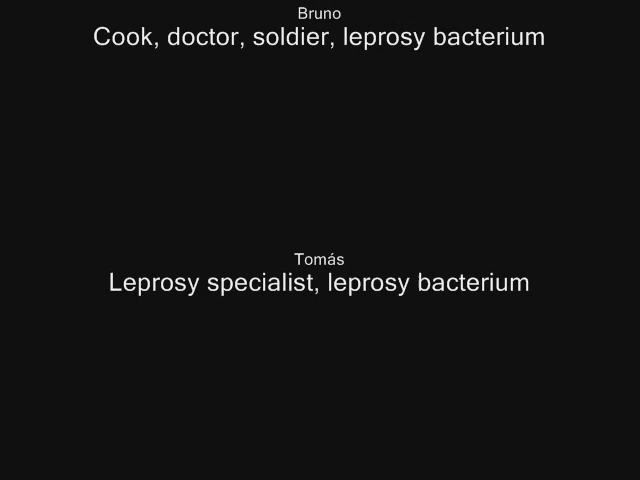 Bruno
Cook, doctor, soldier, leprosy bacterium
Tomás
Leprosy specialist, leprosy bacterium